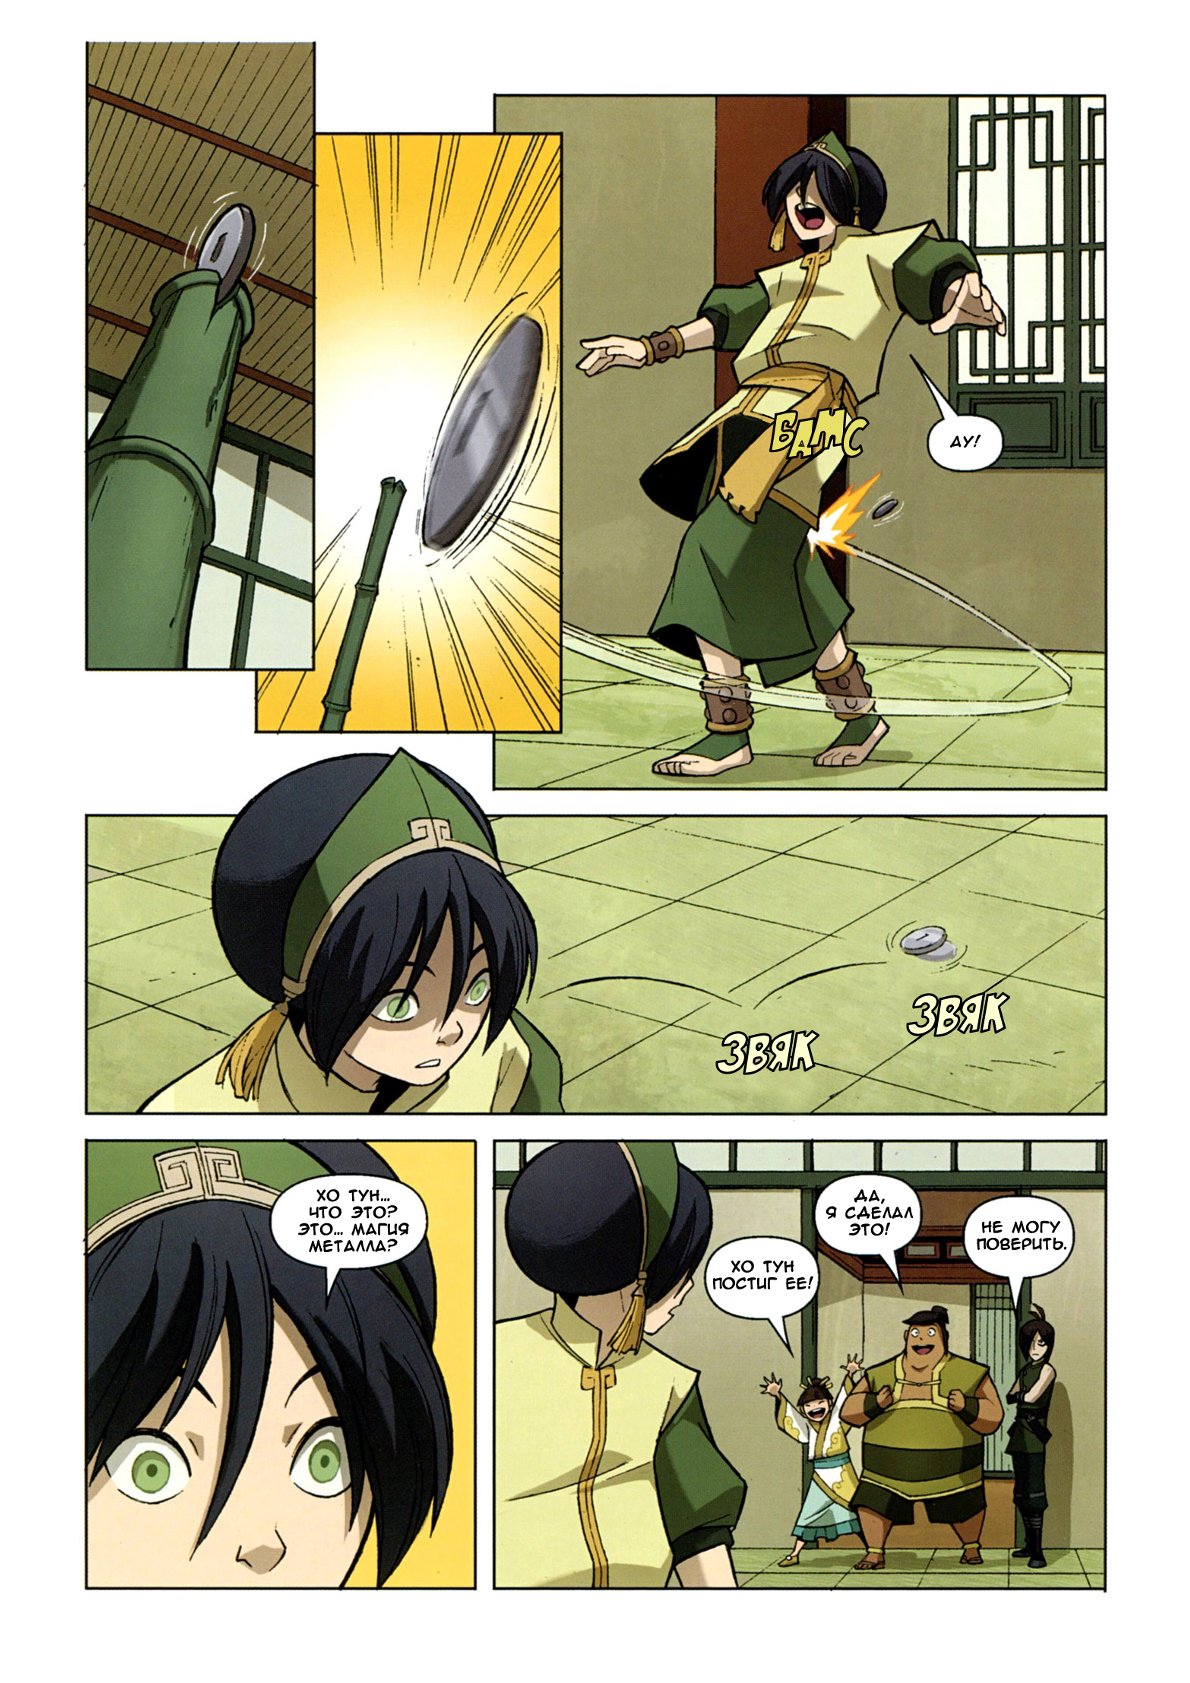 БАМС
АУ!
ЗВЯК
ЗВЯК
ХО ТУН...
ЧТО ЭТО?
ЭТО... МАГИЯ
МЕТАЛЛА?
ХО ТУН
ПОСТИГ ЕЕ!
ДА,
Я СДЕЛАЛ
ЭТО!
НЕ МОГУ
ПОВЕРИТЬ.